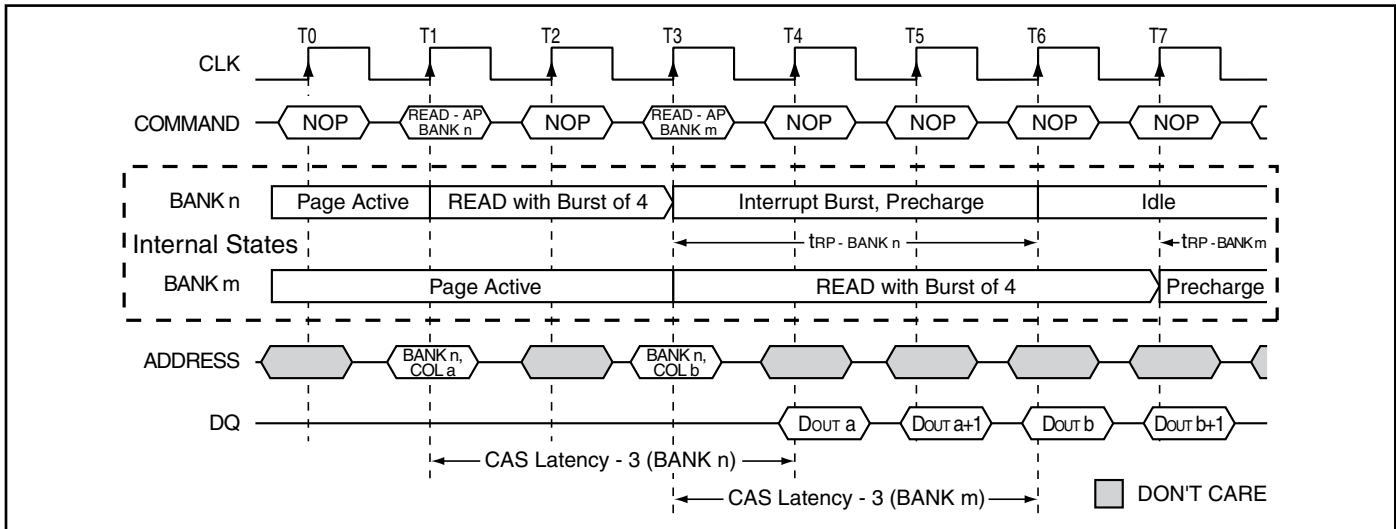 T0 T1 T2 T3 T4 T5 T6 T7
CLK
COMMAND NOP READ - AP BANK n NOP READ - AP BANK m NOP NOP NOP NOP
BANK n Page Active READ with Burst of 4 Interrupt Burst, Precharge Idle
Internal States tRP - BANK n tRP - BANK m
BANK m Page Active READ with Burst of 4 Precharge
ADDRESS BANK n, COL a BANK n, COL b
DQ DOUT a DOUT a+1 DOUT b DOUT b+1
CAS Latency - 3 (BANK n)
CAS Latency - 3 (BANK m) DON'T CARE